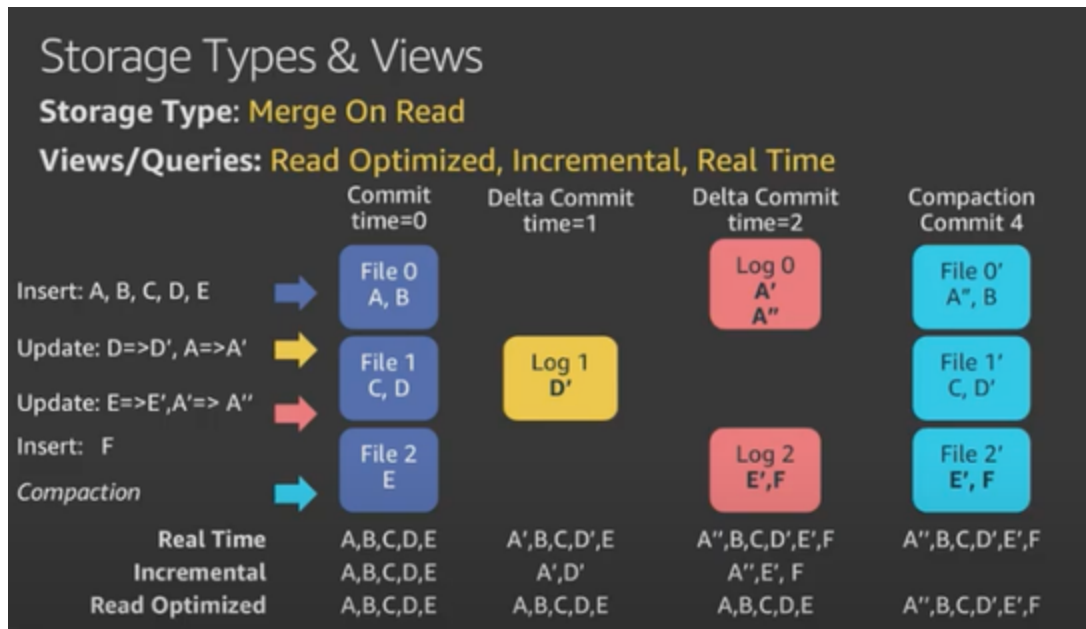 Storage Types & Views
Storage Type: Merge On Read
Views/Queries: Read Optimized, Incremental, Real Time
Commit time=0
Delta Commit time=1
Delta Commit time=2
Compaction Commit 4
Insert: A, B, C, D, E
File 0
A, B
Log 0
A'
A''
File 0'
A'', B
Update: D=>D', A=>A'
File 1
C, D
Log 1
D'
File 1'
C, D'
Update: E=>E',A'=> A''
Insert: F
File 2
E
Log 2
E',F
File 2'
E', F
Compaction
Real Time A,B,C,D,E A',B,C,D',E A'',B,C,D',E',F A'',B,C,D',E',F
Incremental A,B,C,D,E A',D' A'',E', F
Read Optimized A,B,C,D,E A,B,C,D,E A,B,C,D,E A'',B,C,D',E',F